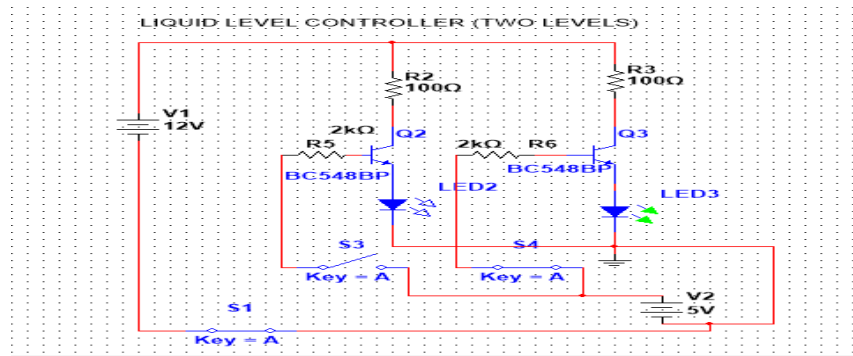 LIQUID LEVEL CONTROLLER (TWO LEVELS)
R2
100Ω
R3
100Ω
V1
12V
2kΩ
R5
Q2
2kΩ R6
Q3
BC548BP
BC548BP
LED2
LED3
S3
Key = A
S4
Key = A
V2
5V
S1
Key = A